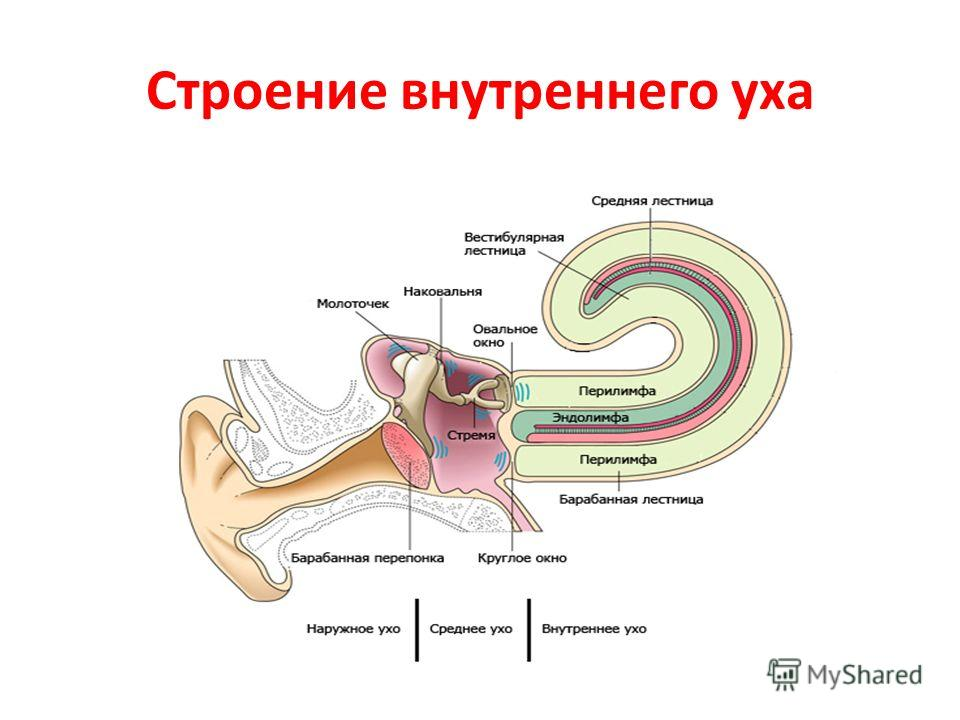 Строение внутреннего уха
Средняя лестница
Вестибулярная
лестница
Наковальня
Молоточек
Овальное
окно
Перилимфа
Эндолимфа
Стремя
Перилимфа
Барабанная лестница
Барабанная перепонка
Круглое окно
Наружное ухо
Среднее ухо
Внутреннее ухо
MyShared